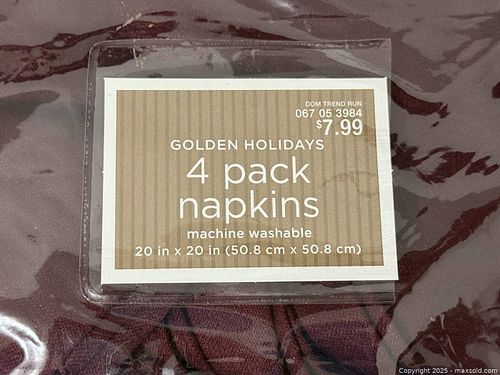 DOM TREND RUN
067 05 3984
$7.99
GOLDEN HOLIDAYS
4 pack
napkins
machine washable
20 in x 20 in (50.8 cm x 50.8 cm)
Copyright 2025 - maxsold.com